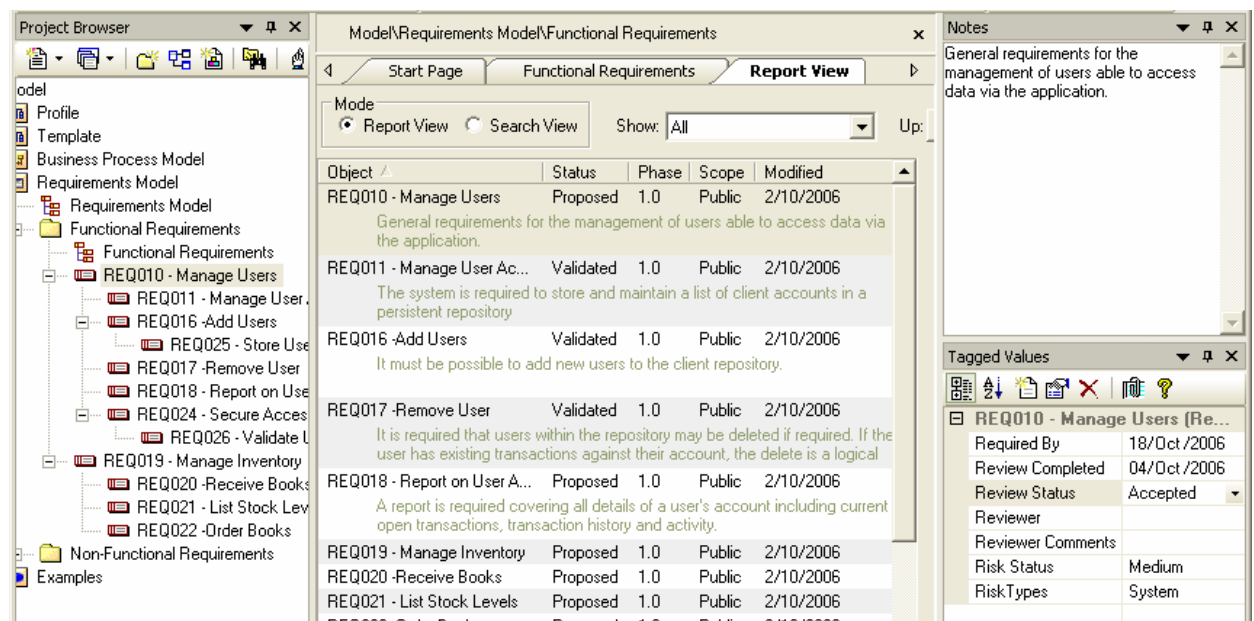 Project Browser
odel
Profile
Template
Business Process Model
Requirements Model
Requirements Model
Functional Requirements
Functional Requirements
REQ010 - Manage Users
REQ011 - Manage User
REQ016 -Add Users
REQ025 - Store Use
REQ017 -Remove User
REQ018 - Report on Use
REQ024 - Secure Acces
REQ026 - Validate U
REQ019 - Manage Inventory
REQ020 -Receive Books
REQ021 - List Stock Lev
REQ022 -Order Books
Non-Functional Requirements
Examples
Model\Requirements Model\Functional Requirements
Start Page Functional Requirements Report View
Mode
Report View Search View Show: All Up:
Object Status Phase Scope Modified
REQ010 - Manage Users Proposed 1.0 Public 2/10/2006
General requirements for the management of users able to access data via
the application.
REQ011 - Manage User Ac... Validated 1.0 Public 2/10/2006
The system is required to store and maintain a list of client accounts in a
persistent repository
REQ016 -Add Users Validated 1.0 Public 2/10/2006
It must be possible to add new users to the client repository.
REQ017 -Remove User Validated 1.0 Public 2/10/2006
It is required that users within the repository may be deleted if required. If the
user has existing transactions against their account, the delete is a logical
REQ018 - Report on User A... Proposed 1.0 Public 2/10/2006
A report is required covering all details of a user's account including current
open transactions, transaction history and activity.
REQ019 - Manage Inventory Proposed 1.0 Public 2/10/2006
REQ020 -Receive Books Proposed 1.0 Public 2/10/2006
REQ021 - List Stock Levels Proposed 1.0 Public 2/10/2006
Notes
General requirements for the
management of users able to access
data via the application.
Tagged Values
REQ010 - Manage Users (Re...
Required By 18/Oct/2006
Review Completed 04/Oct/2006
Review Status Accepted
Reviewer
Reviewer Comments
Risk Status Medium
RiskTypes System